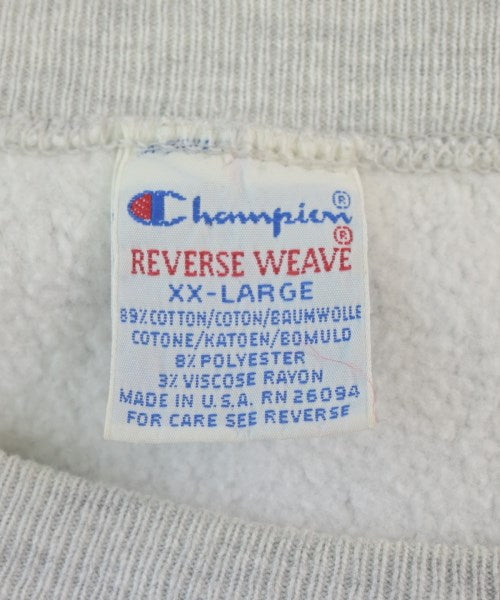 Champion®
REVERSE WEAVE®
XX-LARGE
89% COTTON/COTON/BAUMWOLLE
COTONE/KATOEN/BOMULD
8% POLYESTER
3% VISCOSE RAYON
MADE IN U.S.A. RN 26094
FOR CARE SEE REVERSE